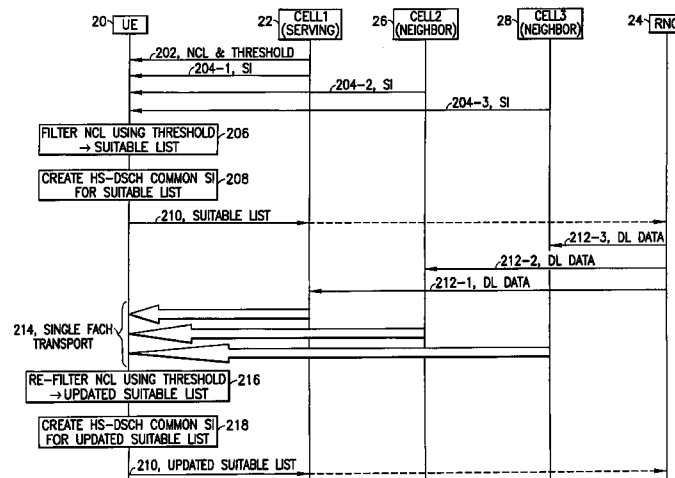 20 UE
22 CELL1
(SERVING)
26 CELL2
(NEIGHBOR)
28 CELL3
(NEIGHBOR)
24 RNC
202, NCL & THRESHOLD
204-1, SI
204-2, SI
204-3, SI
FILTER NCL USING THRESHOLD
→ SUITABLE LIST
206
CREATE HS-DSCH COMMON SI
FOR SUITABLE LIST
208
210, SUITABLE LIST
212-3, DL DATA
212-2, DL DATA
212-1, DL DATA
214, SINGLE FACH
TRANSPORT
RE-FILTER NCL USING THRESHOLD
→UPDATED SUITABLE LIST
216
CREATE HS-DSCH COMMON SI
FOR UPDATED SUITABLE LIST
218
210, UPDATED SUITABLE LIST